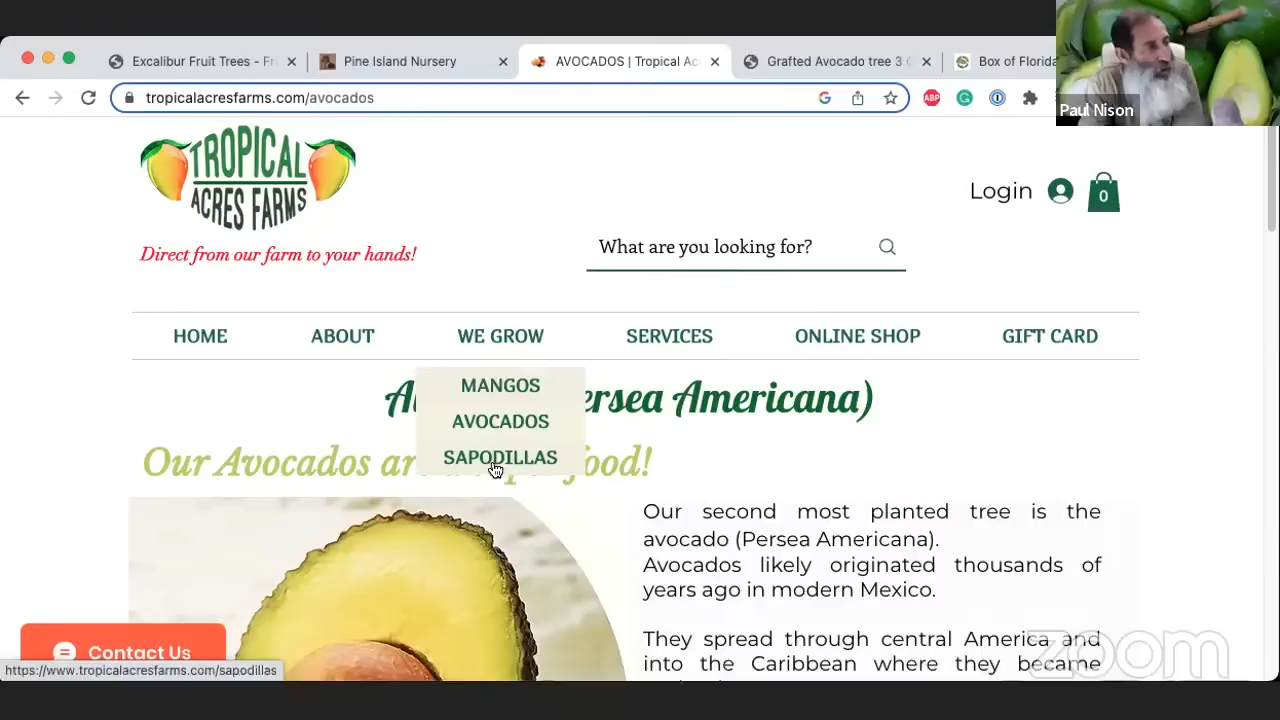 Excalibur Fruit Trees - Fr
Pine Island Nursery
AVOCADOS | Tropical Ac
Grafted Avocado tree 3.
Box of Florida
tropicalacresfarms.com/avocados
ABP
Paul Nison
TROPICAL
ACRES FARMS
Direct from our farm to your hands!
Login
0
What are you looking for?
HOME
ABOUT
WE GROW
SERVICES
ONLINE SHOP
GIFT CARD
MANGOS
AVOCADOS
SAPODILLAS
A ersea Americana)
Our Avocados ar food!
Our second most planted tree is the
avocado (Persea Americana).
Avocados likely originated thousands of
years ago in modern Mexico.
They spread through central America and
into the Caribbean where they became
Contact Us
https://www.tropicalacresfarms.com/sapodillas
zoom